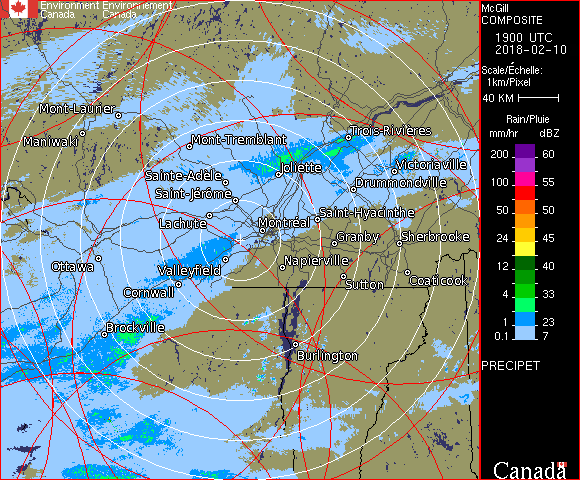 Environment Environnement
Canada Canada
McGill
COMPOSITE
1900 UTC
2018-02-10
Scale/Échelle:
1km/Pixel
40 KM
Rain/Pluie
mm/hr dBZ
200 60
100 55
50 50
24 45
12 40
8 33
4 30
1 23
0.1 7
PRECIPET
Canada
Mont-Laurier
Maniwaki
Mont-Tremblant
Trois-Rivières
Joliette
Victoriaville
Sainte-Adèle
Drummondville
Saint-Jérôme
Lachute
Saint-Hyacinthe
Montréal
Granby
Sherbrooke
Ottawa
Valleyfield
Napierville
Cornwall
Sutton
Coaticook
Brockville
Burlington